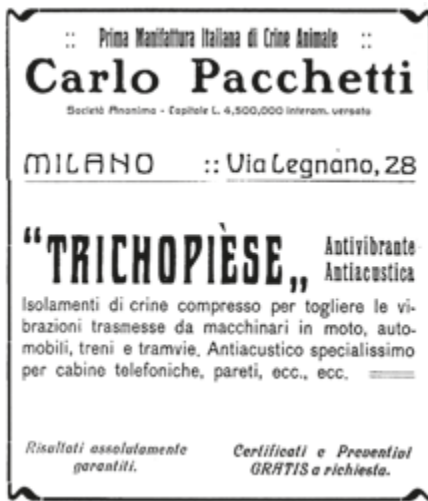 :: Prima Manifattura Italiana di Crine Animale ::
Carlo Pacchetti
Società Anonima - Capitale L. 4,500,000 interam. versato
MILANO :: Via Legnano, 28
“TRICHOPIÈSE„ Antivibrante
Antiacustica
Isolamenti di crine compresso per togliere le vi-
brazioni trasmesse da macchinari in moto, auto-
mobili, treni e tramvie. Antiacustico specialissimo
per cabine telefoniche, pareti, ecc., ecc.
Risultati assolutamente
garantiti.
Certificati e Preventivi
GRATIS a richiesta.